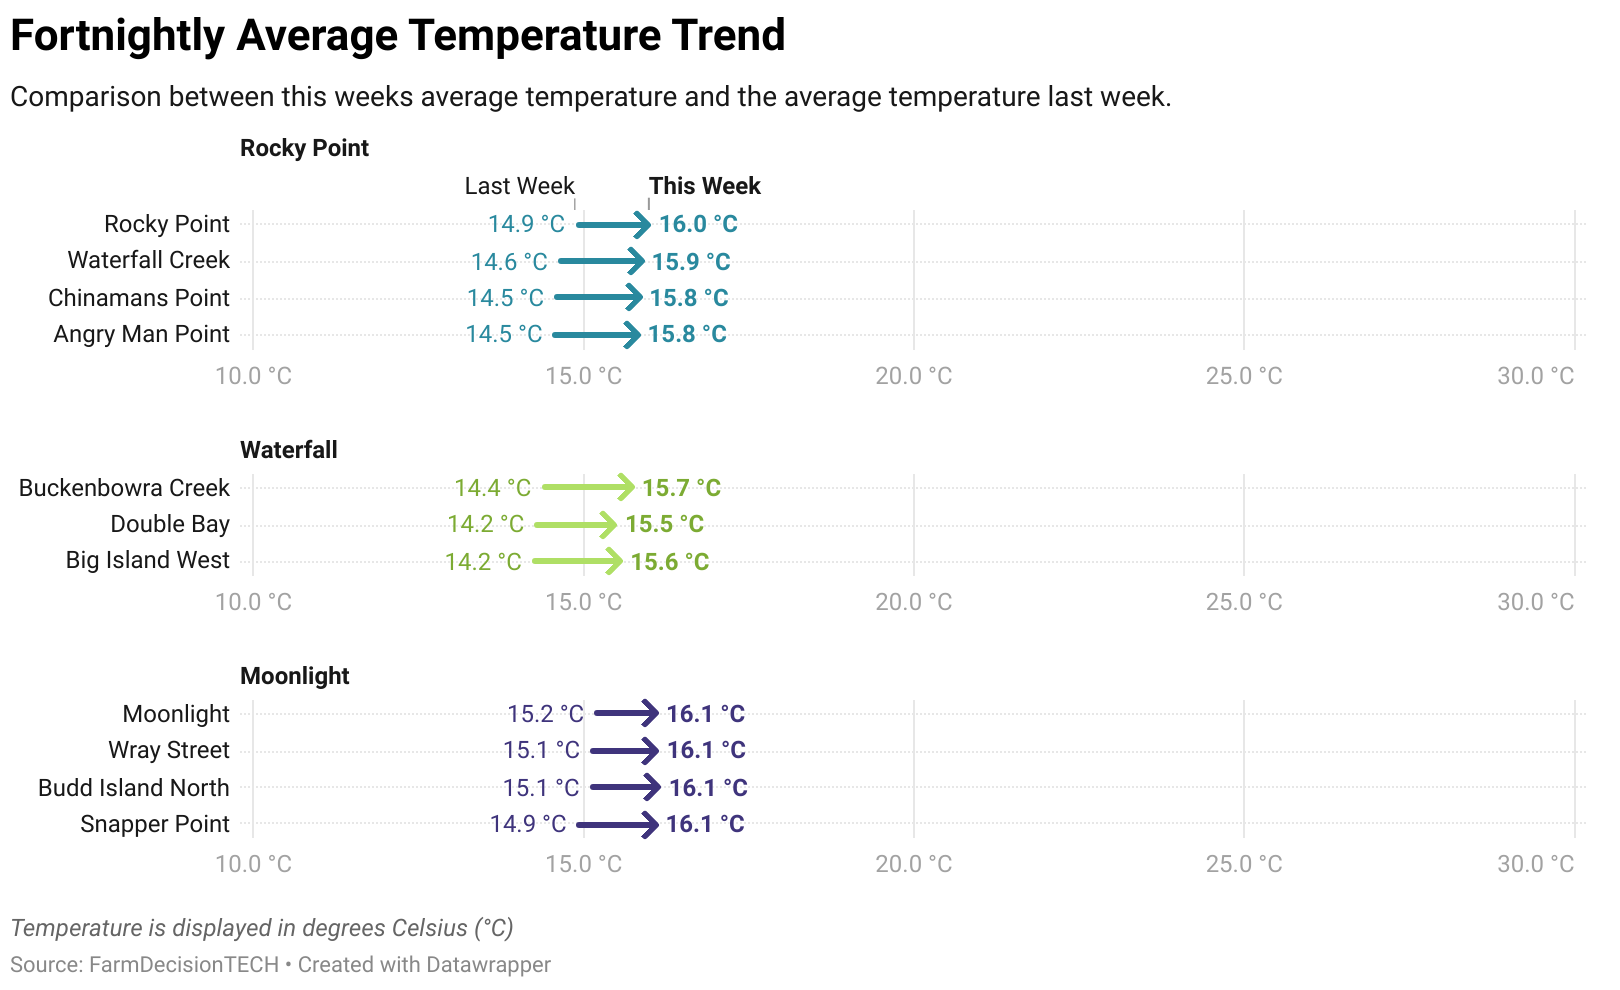 Fortnightly Average Temperature Trend
Comparison between this weeks average temperature and the average temperature last week.
Rocky Point
Last Week This Week
Rocky Point 14.9 °C 16.0 °C
Waterfall Creek 14.6 °C 15.9 °C
Chinamans Point 14.5 °C 15.8 °C
Angry Man Point 14.5 °C 15.8 °C
10.0 °C 15.0 °C 20.0 °C 25.0 °C 30.0 °C
Waterfall
Buckenbowra Creek 14.4 °C 15.7 °C
Double Bay 14.2 °C 15.5 °C
Big Island West 14.2 °C 15.6 °C
10.0 °C 15.0 °C 20.0 °C 25.0 °C 30.0 °C
Moonlight
Moonlight 15.2 °C 16.1 °C
Wray Street 15.1 °C 16.1 °C
Budd Island North 15.1 °C 16.1 °C
Snapper Point 14.9 °C 16.1 °C
10.0 °C 15.0 °C 20.0 °C 25.0 °C 30.0 °C
Temperature is displayed in degrees Celsius (°C)
Source: FarmDecisionTECH • Created with Datawrapper